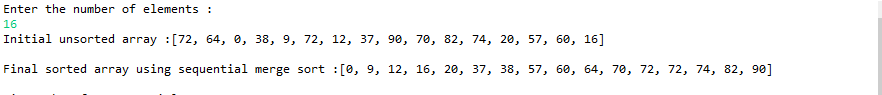 Enter the number of elements :
16
Initial unsorted array :[72, 64, 0, 38, 9, 72, 12, 37, 90, 70, 82, 74, 20, 57, 60, 16]
Final sorted array using sequential merge sort :[0, 9, 12, 16, 20, 37, 38, 57, 60, 64, 70, 72, 72, 74, 82, 90]